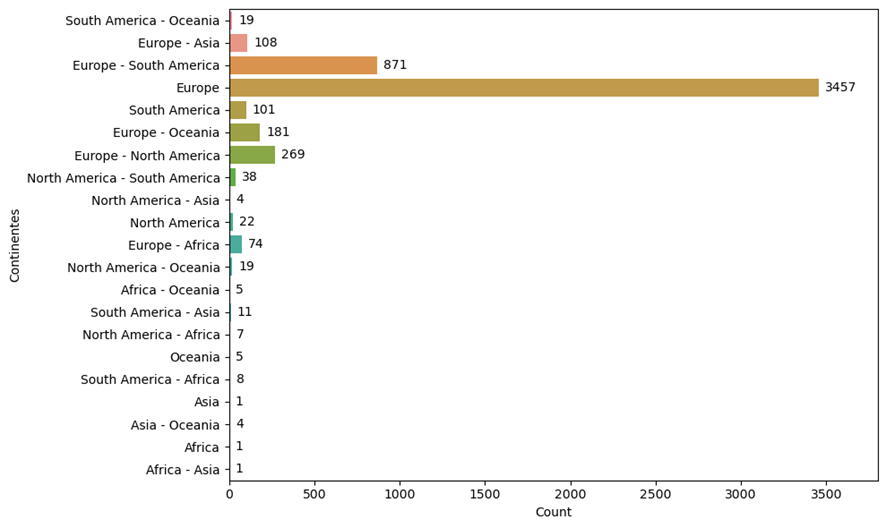 South America - Oceania 19
Europe - Asia 108
Europe - South America 871
Europe 3457
South America 101
Europe - Oceania 181
Europe - North America 269
North America - South America 38
North America - Asia 4
North America 22
Europe - Africa 74
North America - Oceania 19
Africa - Oceania 5
South America - Asia 11
North America - Africa 7
Oceania 5
South America - Africa 8
Asia 1
Asia - Oceania 4
Africa 1
Africa - Asia 1
0 500 1000 1500 2000 2500 3000 3500
Count
Continentes